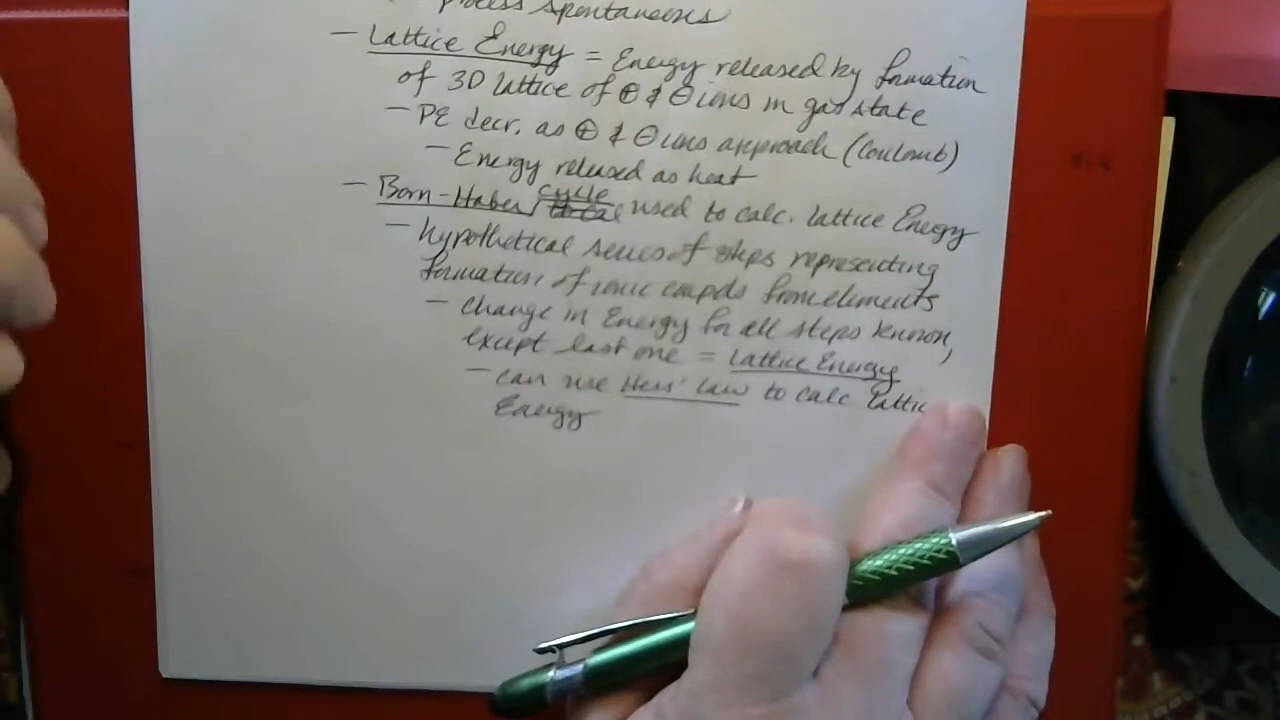 process spontaneous
- Lattice Energy = Energy released by formation
of 3D lattice of ⊕ & ⊖ ions in gas state
- PE decr. as ⊕ & ⊖ ions approach (Coulomb)
- Energy released as heat
- Born-Haber cycle used to calc. lattice Energy
- hypothetical series of steps representing
formation of ionic cmpds from elements
- change in Energy for all steps known,
except last one = Lattice Energy
- can use Hess' Law to calc lattic
Energy